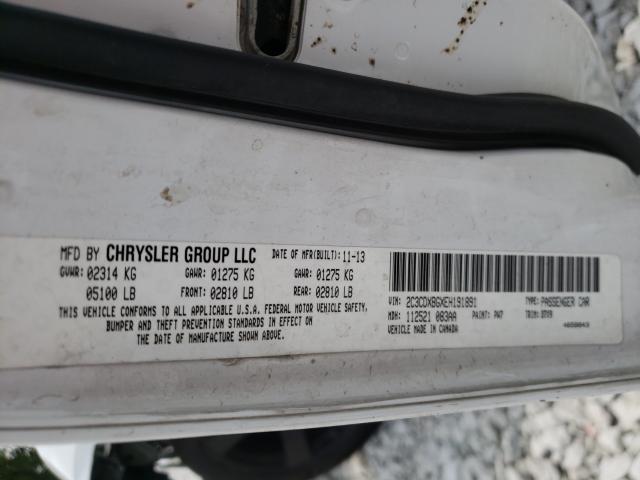 MFD BY CHRYSLER GROUP LLC DATE OF MFR(BUILT): 11-13
GVWR: 02314 KG GAWR: 01275 KG GAWR: 01275 KG
05100 LB FRONT: 02810 LB REAR: 02810 LB
THIS VEHICLE CONFORMS TO ALL APPLICABLE U.S.A. FEDERAL MOTOR VEHICLE SAFETY,
BUMPER AND THEFT PREVENTION STANDARDS IN EFFECT ON
THE DATE OF MANUFACTURE SHOWN ABOVE.
VIN: 2C3CDXBGXEH191891 TYPE: PASSENGER CAR
MDH: 112521 083AA PAINT: PW7 TRIM:
VEHICLE MADE IN CANADA